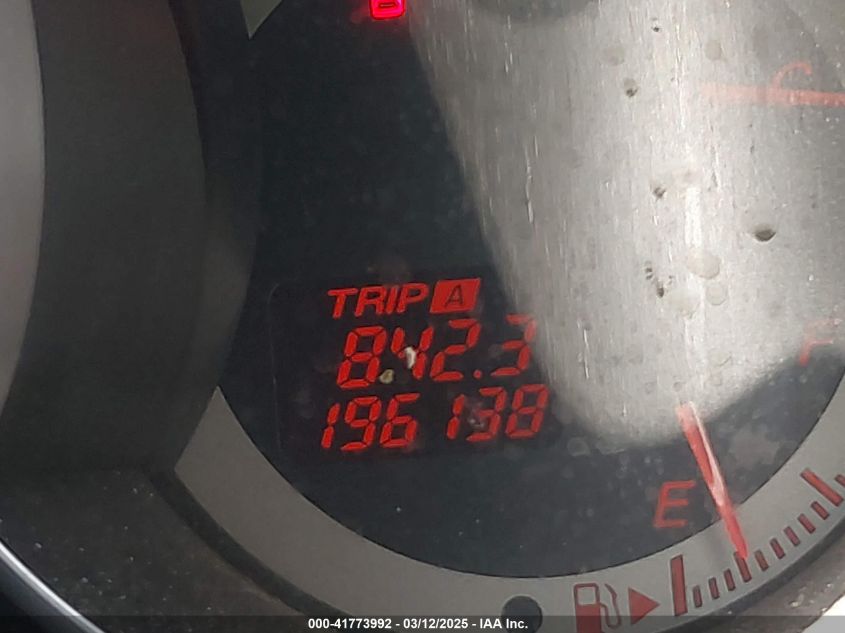 TRIP A
842.3
196138
E
F
C
000-41773992 - 03/12/2025 - IAA Inc.